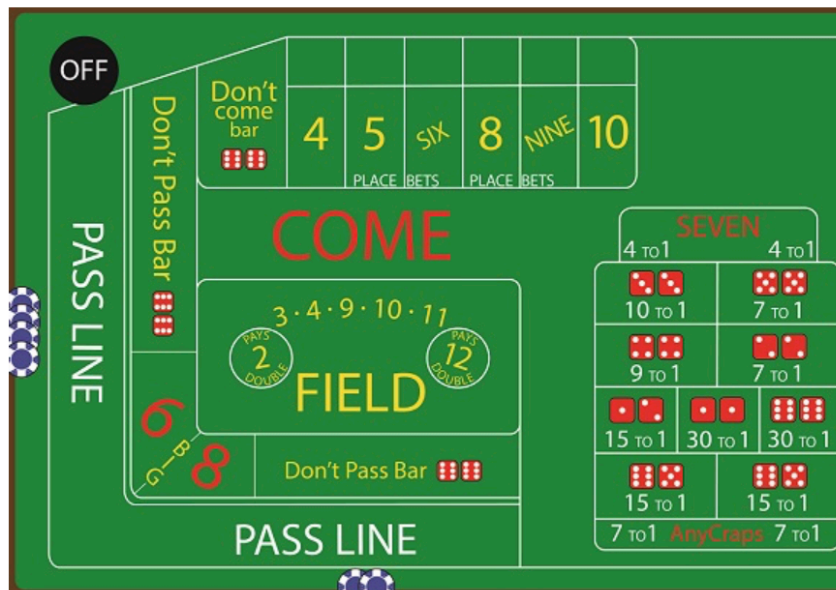 OFF
Don't
come
bar
4 5 SIX 8 NINE 10
PLACE BETS PLACE BETS
Don't Pass Bar
PASS LINE
COME
SEVEN
4 TO 1 4 TO 1
10 TO 1 7 TO 1
9 TO 1 7 TO 1
15 TO 1 30 TO 1 30 TO 1
15 TO 1 15 TO 1
7 TO 1 AnyCraps 7 TO 1
3 · 4 · 9 · 10 · 11
PAYS
2
DOUBLE
PAYS
12
DOUBLE
FIELD
6
BIG
8
Don't Pass Bar
PASS LINE